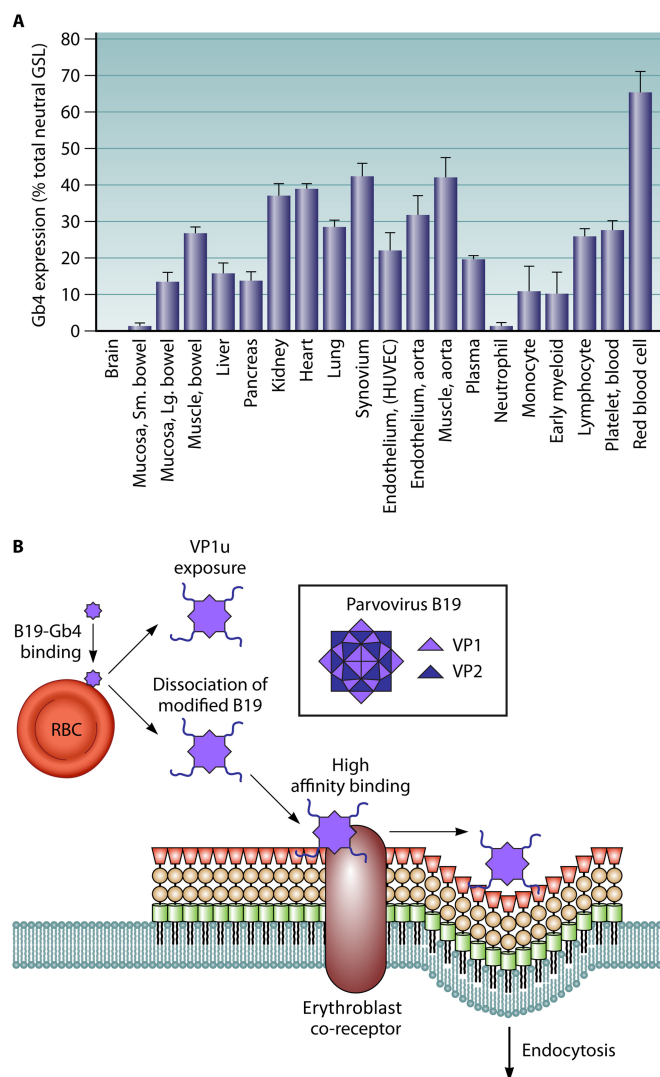 A
Gb4 expression (% total neutral GSL)
80
70
60
50
40
30
20
10
0
Brain
Mucosa, Sm. bowel
Mucosa, Lg. bowel
Muscle, bowel
Liver
Pancreas
Kidney
Heart
Lung
Synovium
Endothelium, (HUVEC)
Endothelium, aorta
Muscle, aorta
Plasma
Neutrophil
Monocyte
Early myeloid
Lymphocyte
Platelet, blood
Red blood cell
B
VP1u
exposure
B19-Gb4
binding
RBC
Dissociation of
modified B19
Parvovirus B19
VP1
VP2
High
affinity binding
Erythroblast
co-receptor
Endocytosis